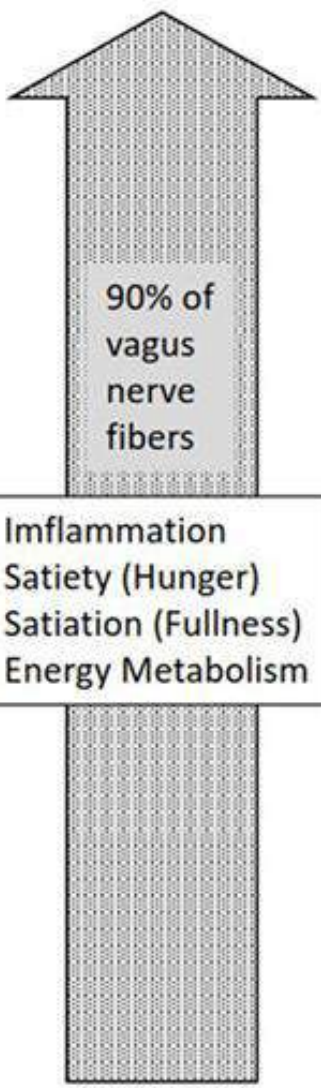 90% of
vagus
nerve
fibers
Imflammation
Satiety (Hunger)
Satiation (Fullness)
Energy Metabolism